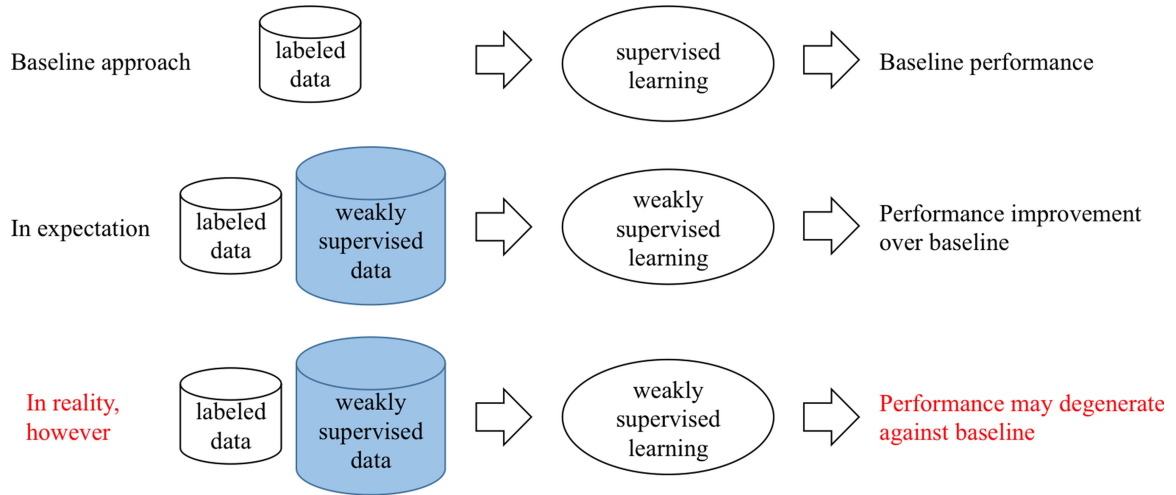 Baseline approach
labeled
data
supervised
learning
Baseline performance
In expectation
labeled
data
weakly
supervised
data
weakly
supervised
learning
Performance improvement
over baseline
In reality,
however
labeled
data
weakly
supervised
data
weakly
supervised
learning
Performance may degenerate
against baseline